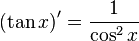 (tan x)′ = 1/cos² x